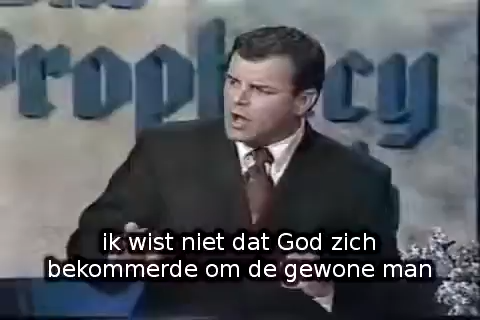 Prophecy
ik wist niet dat God zich
bekommerde om de gewone man